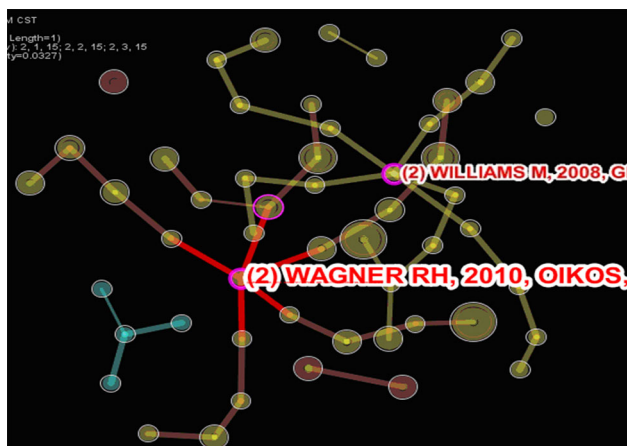 M CST
Length=1)
): 2, 1, 15; 2, 2, 15; 2, 3, 15
ty=0.0327)
(2) WILLIAMS M, 2008, G
(2) WAGNER RH, 2010, OIKOS,